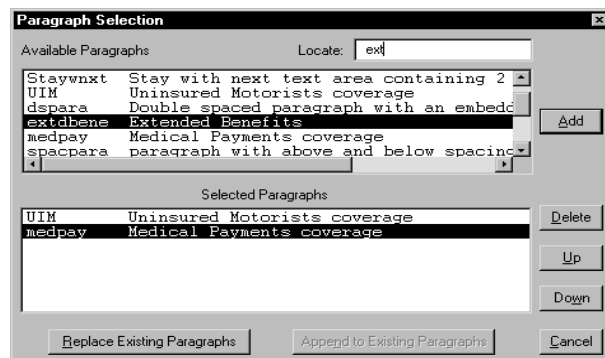 Paragraph Selection
Available Paragraphs Locate: ext
Staywnxt Stay with next text area containing 2
UIM Uninsured Motorists coverage
dspara Double spaced paragraph with an embedd
extdbene Extended Benefits
medpay Medical Payments coverage
spacpara paragraph with above and below spacing
Add
Selected Paragraphs
UIM Uninsured Motorists coverage
medpay Medical Payments coverage
Delete
Up
Down
Replace Existing Paragraphs Append to Existing Paragraphs Cancel